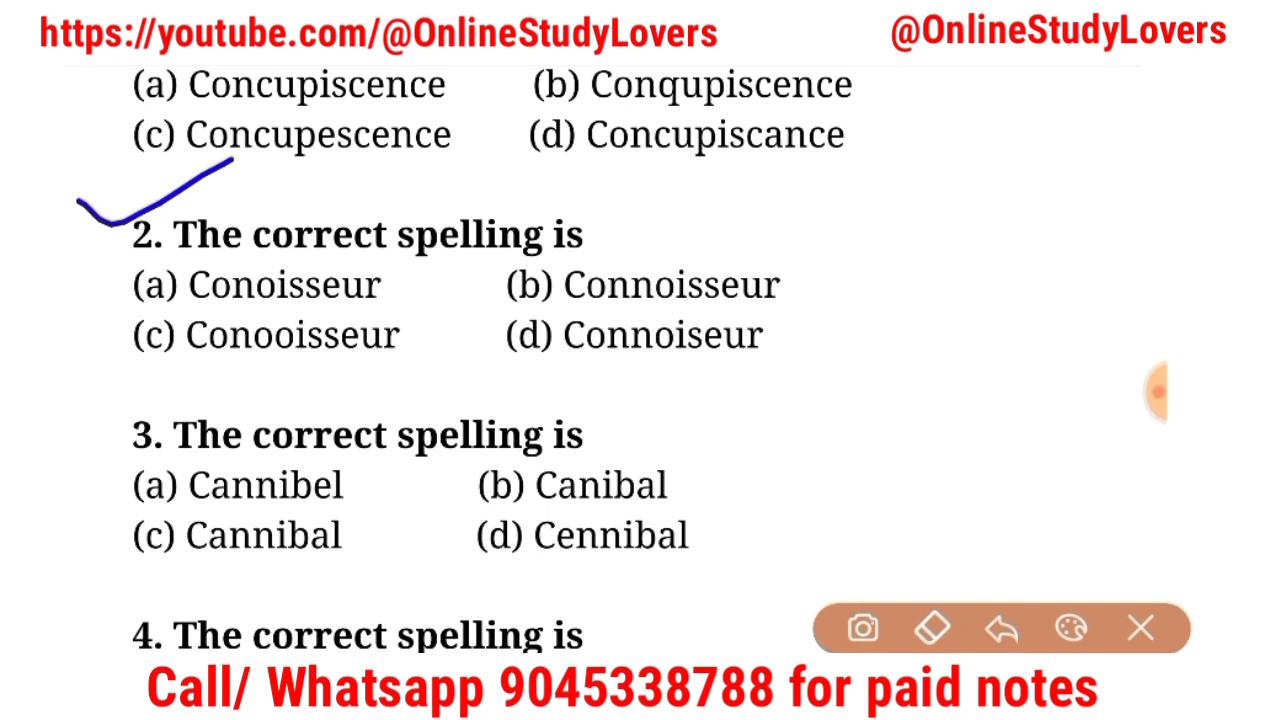 https://youtube.com/@OnlineStudyLovers @OnlineStudyLovers
(a) Concupiscence (b) Conqupiscence
(c) Concupescence (d) Concupiscance
2. The correct spelling is
(a) Conoisseur (b) Connoisseur
(c) Conooisseur (d) Connoiseur
3. The correct spelling is
(a) Cannibel (b) Canibal
(c) Cannibal (d) Cennibal
4. The correct spelling is
Call/ Whatsapp 9045338788 for paid notes